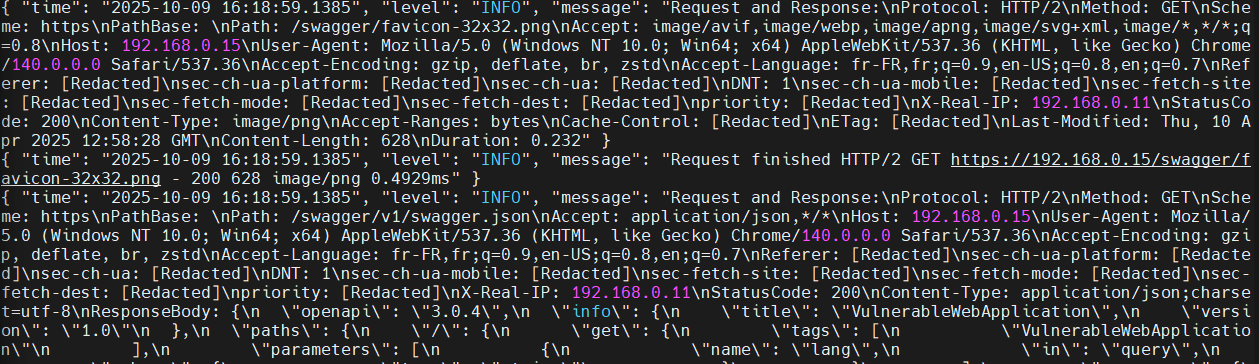 { "time": "2025-10-09 16:18:59.1385", "level": "INFO", "message": "Request and Response:\nProtocol: HTTP/2\nMethod: GET\nSche
me: https\nPathBase: \nPath: /swagger/favicon-32x32.png\nAccept: image/avif,image/webp,image/apng,image/svg+xml,image/*,*/*;q
=0.8\nHost: 192.168.0.15\nUser-Agent: Mozilla/5.0 (Windows NT 10.0; Win64; x64) AppleWebKit/537.36 (KHTML, like Gecko) Chrome
/140.0.0.0 Safari/537.36\nAccept-Encoding: gzip, deflate, br, zstd\nAccept-Language: fr-FR,fr;q=0.9,en-US;q=0.8,en;q=0.7\nRef
erer: [Redacted]\nsec-ch-ua-platform: [Redacted]\nsec-ch-ua: [Redacted]\nDNT: 1\nsec-ch-ua-mobile: [Redacted]\nsec-fetch-site
: [Redacted]\nsec-fetch-mode: [Redacted]\nsec-fetch-dest: [Redacted]\npriority: [Redacted]\nX-Real-IP: 192.168.0.11\nStatusCo
de: 200\nContent-Type: image/png\nAccept-Ranges: bytes\nCache-Control: [Redacted]\nETag: [Redacted]\nLast-Modified: Thu, 10 A
pr 2025 12:58:28 GMT\nContent-Length: 628\nDuration: 0.232" }
{ "time": "2025-10-09 16:18:59.1385", "level": "INFO", "message": "Request finished HTTP/2 GET https://192.168.0.15/swagger/f
avicon-32x32.png - 200 628 image/png 0.4929ms" }
{ "time": "2025-10-09 16:18:59.1385", "level": "INFO", "message": "Request and Response:\nProtocol: HTTP/2\nMethod: GET\nSche
me: https\nPathBase: \nPath: /swagger/v1/swagger.json\nAccept: application/json,*/*\nHost: 192.168.0.15\nUser-Agent: Mozilla/
5.0 (Windows NT 10.0; Win64; x64) AppleWebKit/537.36 (KHTML, like Gecko) Chrome/140.0.0.0 Safari/537.36\nAccept-Encoding: gzi
p, deflate, br, zstd\nAccept-Language: fr-FR,fr;q=0.9,en-US;q=0.8,en;q=0.7\nReferer: [Redacted]\nsec-ch-ua-platform: [Redacte
d]\nsec-ch-ua: [Redacted]\nDNT: 1\nsec-ch-ua-mobile: [Redacted]\nsec-fetch-site: [Redacted]\nsec-fetch-mode: [Redacted]\nsec-
fetch-dest: [Redacted]\npriority: [Redacted]\nX-Real-IP: 192.168.0.11\nStatusCode: 200\nContent-Type: application/json;charse
t=utf-8\nResponseBody: {\n  \"openapi\": \"3.0.4\",\n  \"info\": {\n    \"title\": \"VulnerableWebApplication\",\n    \"versi
on\": \"1.0\"\n  },\n  \"paths\": {\n    \"/\": {\n      \"get\": {\n        \"tags\": [\n          \"VulnerableWebApplicatio
n\"\n        ],\n        \"parameters\": [\n          {\n            \"name\": \"lang\",\n            \"in\": \"query\",